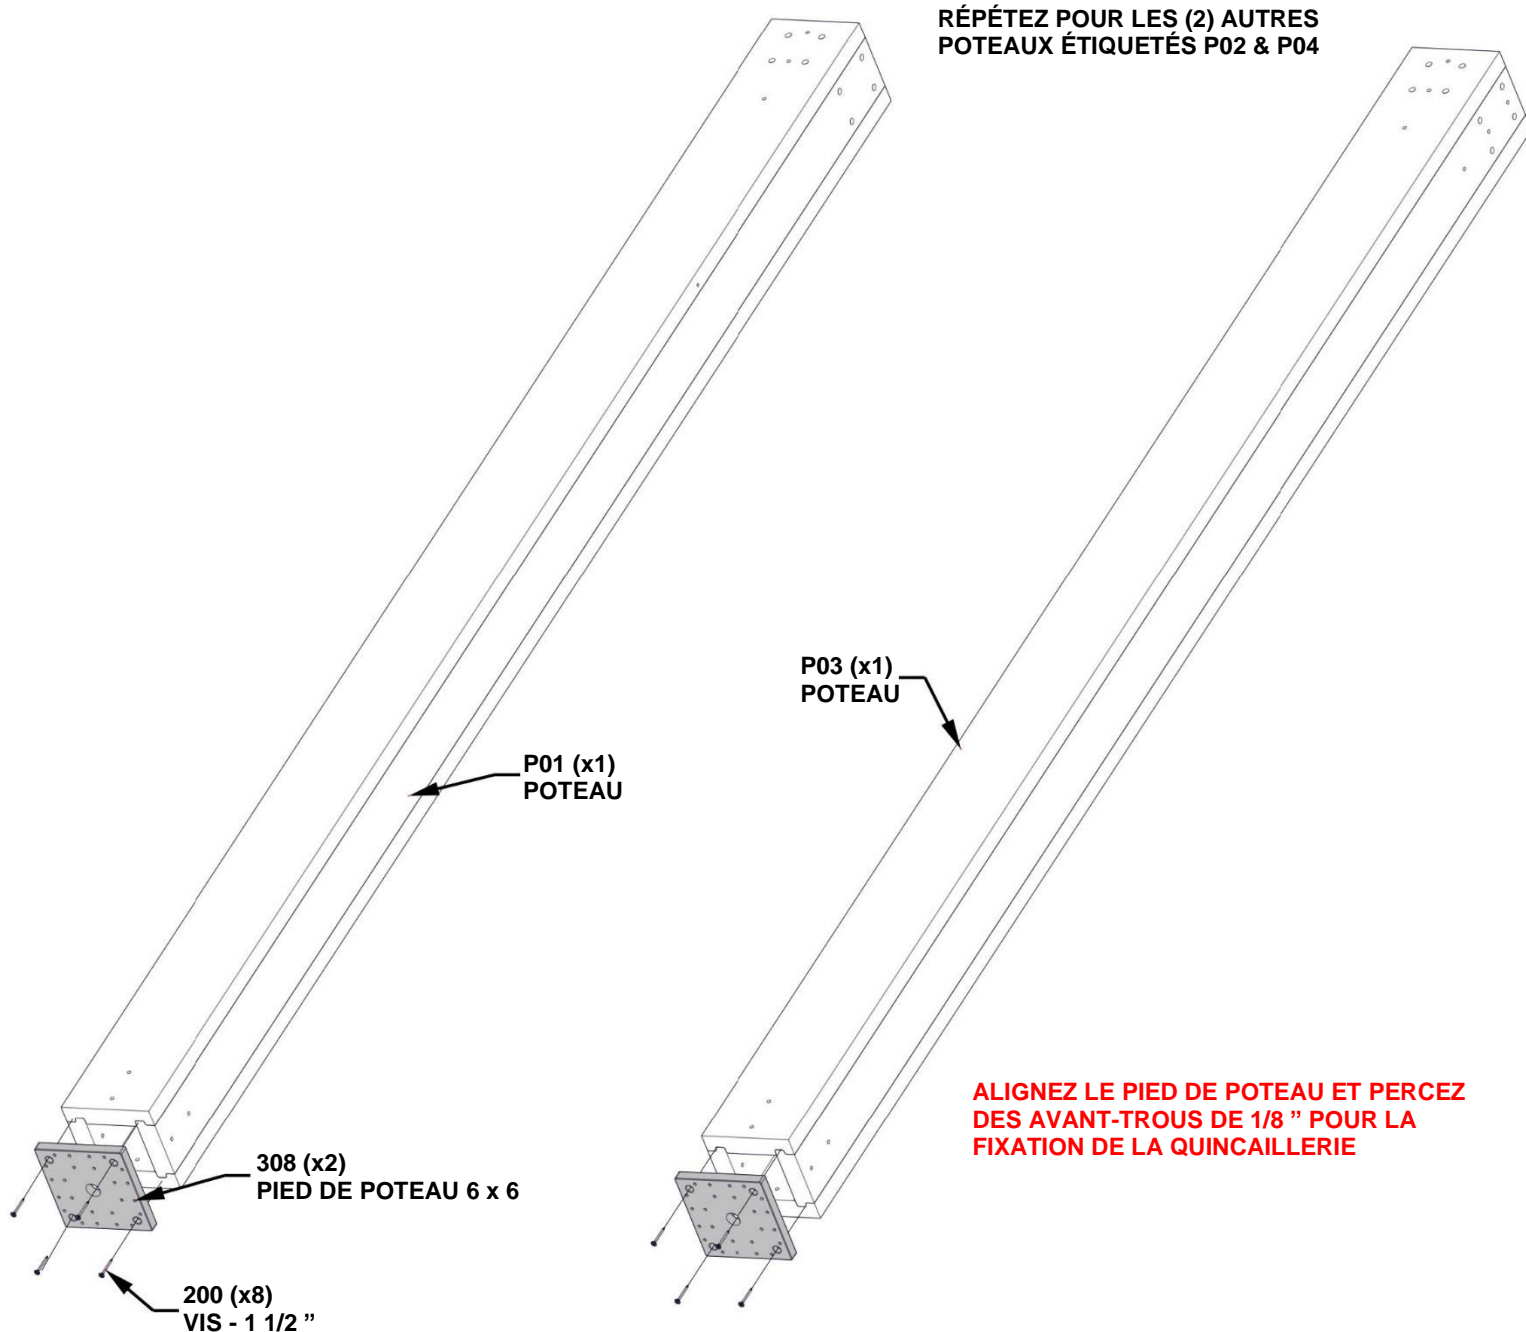 RÉPÉTEZ POUR LES (2) AUTRES
POTEAUX ÉTIQUETÉS P02 & P04
P03 (x1)
POTEAU
P01 (x1)
POTEAU
ALIGNEZ LE PIED DE POTEAU ET PERCEZ
DES AVANT-TROUS DE 1/8 ” POUR LA
FIXATION DE LA QUINCAILLERIE
308 (x2)
PIED DE POTEAU 6 x 6
200 (x8)
VIS - 1 1/2 ”